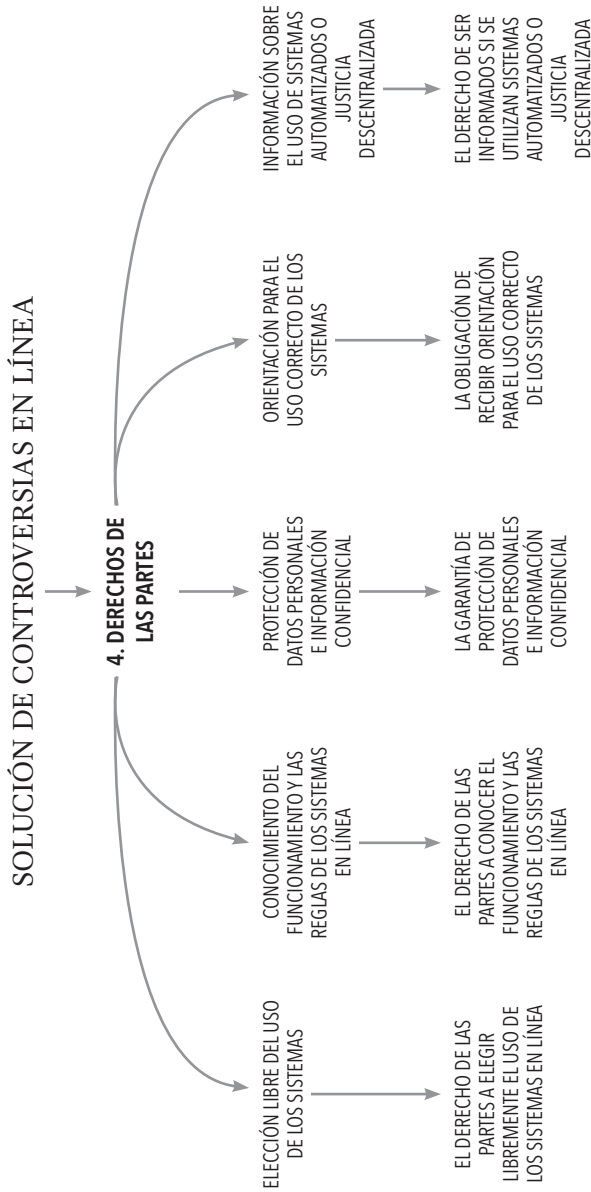 SOLUCIÓN DE CONTROVERSIAS EN LÍNEA
4. DERECHOS DE
LAS PARTES
ELECCIÓN LIBRE DEL USO
DE LOS SISTEMAS
EL DERECHO DE LAS
PARTES A ELEGIR
LIBREMENTE EL USO DE
LOS SISTEMAS EN LÍNEA
CONOCIMIENTO DEL
FUNCIONAMIENTO Y LAS
REGLAS DE LOS SISTEMAS
EN LÍNEA
EL DERECHO DE LAS
PARTES A CONOCER EL
FUNCIONAMIENTO Y LAS
REGLAS DE LOS SISTEMAS
EN LÍNEA
PROTECCIÓN DE
DATOS PERSONALES
E INFORMACIÓN
CONFIDENCIAL
LA GARANTÍA DE
PROTECCIÓN DE
DATOS PERSONALES
E INFORMACIÓN
CONFIDENCIAL
ORIENTACIÓN PARA EL
USO CORRECTO DE LOS
SISTEMAS
LA OBLIGACIÓN DE
RECIBIR ORIENTACIÓN
PARA EL USO CORRECTO
DE LOS SISTEMAS
INFORMACIÓN SOBRE
EL USO DE SISTEMAS
AUTOMATIZADOS O
JUSTICIA
DESCENTRALIZADA
EL DERECHO DE SER
INFORMADOS SI SE
UTILIZAN SISTEMAS
AUTOMATIZADOS O
JUSTICIA
DESCENTRALIZADA